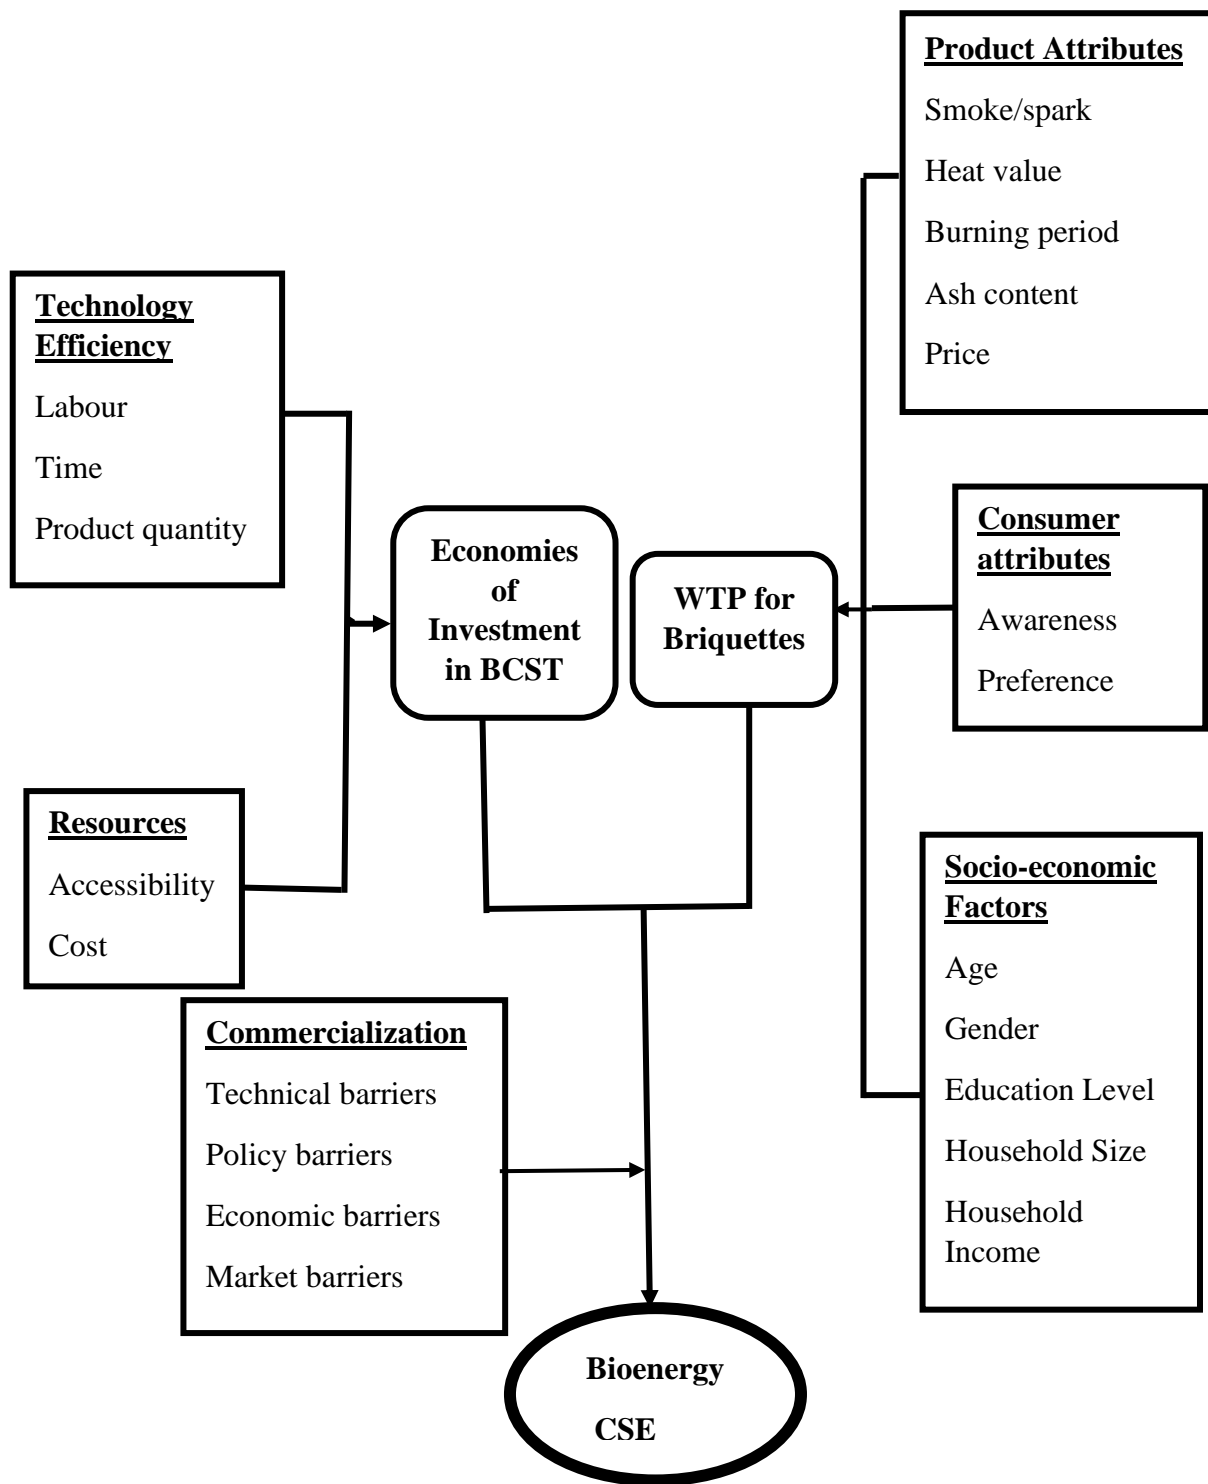 Product Attributes
Smoke/spark
Heat value
Burning period
Ash content
Price
Technology
Efficiency
Labour
Time
Product quantity
Economies
of
Investment
in BCST
WTP for
Briquettes
Consumer
attributes
Awareness
Preference
Resources
Accessibility
Cost
Socio-economic
Factors
Age
Gender
Education Level
Household Size
Household
Income
Commercialization
Technical barriers
Policy barriers
Economic barriers
Market barriers
Bioenergy
CSE